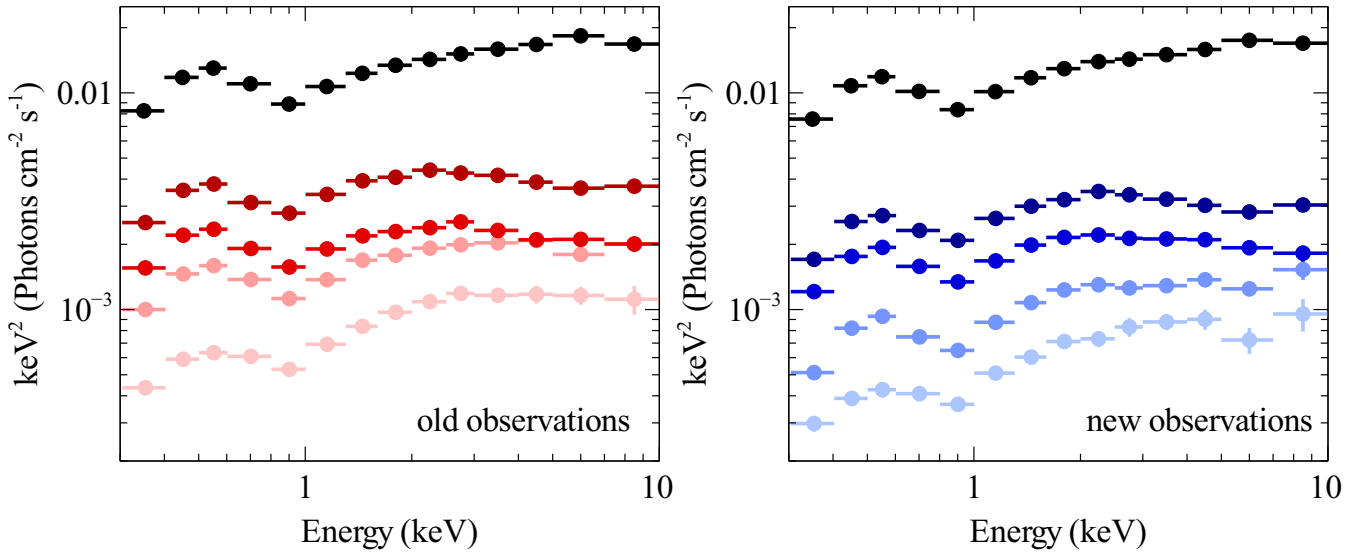 0.01
10⁻³
keV² (Photons cm⁻² s⁻¹)
old observations
1
10
Energy (keV)
0.01
10⁻³
keV² (Photons cm⁻² s⁻¹)
new observations
1
10
Energy (keV)